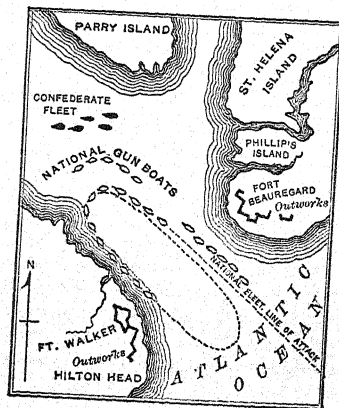 PARRY ISLAND
ST. HELENA
ISLAND
CONFEDERATE
FLEET
PHILLIP'S
ISLAND
NATIONAL GUN BOATS
FORT
BEAUREGARD
Outworks
NATIONAL FLEET, LINE OF ATTACK
N
FT. WALKER
Outworks
HILTON HEAD
ATLANTIC
OCEAN